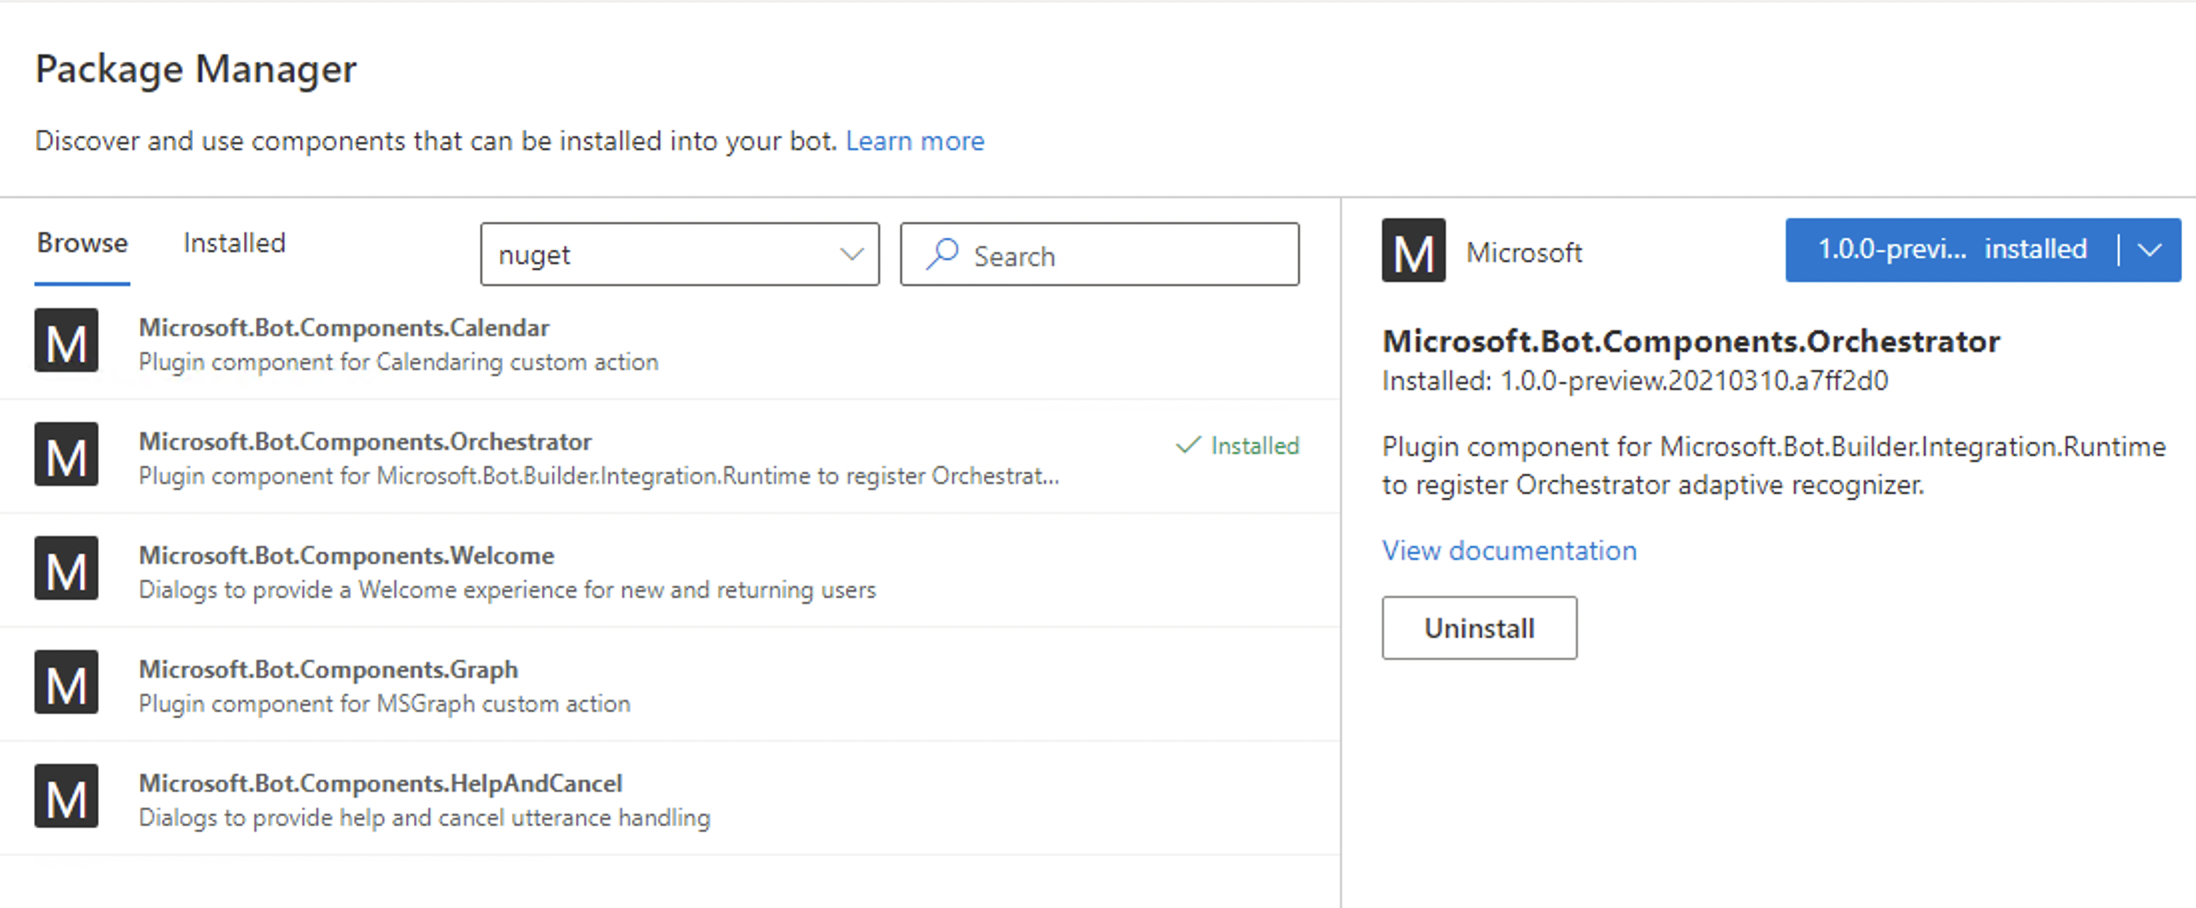 Package Manager
Discover and use components that can be installed into your bot. Learn more
Browse
Installed
nuget
Search
M
Microsoft.Bot.Components.Calendar
Plugin component for Calendaring custom action
M
Microsoft.Bot.Components.Orchestrator
Plugin component for Microsoft.Bot.Builder.Integration.Runtime to register Orchestrat...
Installed
M
Microsoft.Bot.Components.Welcome
Dialogs to provide a Welcome experience for new and returning users
M
Microsoft.Bot.Components.Graph
Plugin component for MSGraph custom action
M
Microsoft.Bot.Components.HelpAndCancel
Dialogs to provide help and cancel utterance handling
M
Microsoft
1.0.0-previ... installed
Microsoft.Bot.Components.Orchestrator
Installed: 1.0.0-preview.20210310.a7ff2d0
Plugin component for Microsoft.Bot.Builder.Integration.Runtime
to register Orchestrator adaptive recognizer.
View documentation
Uninstall